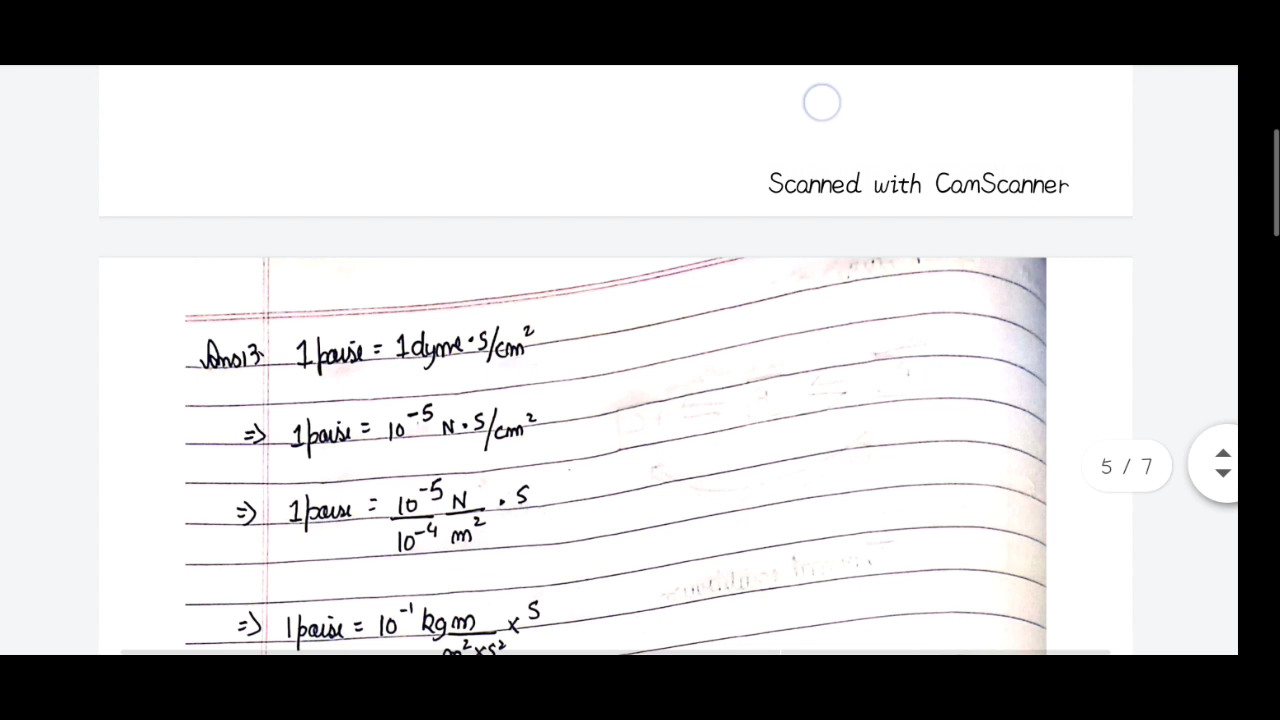 Scanned with CamScanner
Ans13. 1 poise = 1 dyne · S/cm²
=> 1 poise = 10⁻⁵ N · S/cm²
5 / 7
=> 1 poise = 10⁻⁵ N / 10⁻⁴ m² · S
=> 1 poise = 10⁻¹ kg m / m² × s² × S